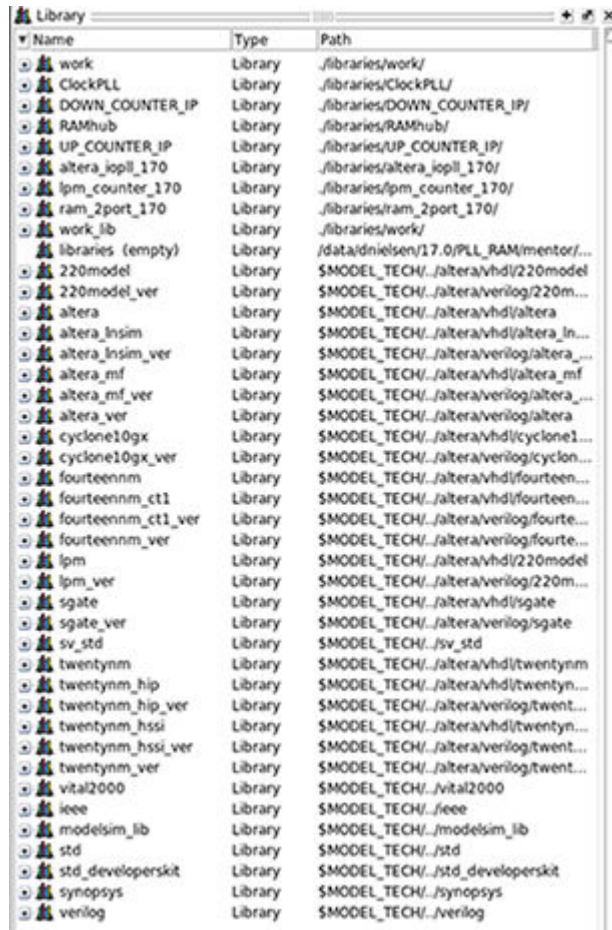 Library
Name Type Path
work Library ./libraries/work/
ClockPLL Library ./libraries/ClockPLL/
DOWN_COUNTER_IP Library ./libraries/DOWN_COUNTER_IP/
RAMhub Library ./libraries/RAMhub/
UP_COUNTER_IP Library ./libraries/UP_COUNTER_IP/
altera_iopll_170 Library ./libraries/altera_iopll_170/
lpm_counter_170 Library ./libraries/lpm_counter_170/
ram_2port_170 Library ./libraries/ram_2port_170/
work_lib Library ./libraries/work/
libraries (empty) Library /data/dnielsen/17.0/PLL_RAM/mentor/...
220model Library $MODEL_TECH/../altera/vhdl/220model
220model_ver Library $MODEL_TECH/../altera/verilog/220m...
altera Library $MODEL_TECH/../altera/vhdl/altera
altera_lnsim Library $MODEL_TECH/../altera/vhdl/altera_ln...
altera_lnsim_ver Library $MODEL_TECH/../altera/verilog/altera_...
altera_mf Library $MODEL_TECH/../altera/vhdl/altera_mf
altera_mf_ver Library $MODEL_TECH/../altera/verilog/altera_...
altera_ver Library $MODEL_TECH/../altera/verilog/altera
cyclone10gx Library $MODEL_TECH/../altera/vhdl/cyclone1...
cyclone10gx_ver Library $MODEL_TECH/../altera/verilog/cyclon...
fourteennm Library $MODEL_TECH/../altera/vhdl/fourteen...
fourteennm_ct1 Library $MODEL_TECH/../altera/vhdl/fourteen...
fourteennm_ct1_ver Library $MODEL_TECH/../altera/verilog/fourte...
fourteennm_ver Library $MODEL_TECH/../altera/verilog/fourte...
lpm Library $MODEL_TECH/../altera/vhdl/220model
lpm_ver Library $MODEL_TECH/../altera/verilog/220m...
sgate Library $MODEL_TECH/../altera/vhdl/sgate
sgate_ver Library $MODEL_TECH/../altera/verilog/sgate
sv_std Library $MODEL_TECH/../sv_std
twentynm Library $MODEL_TECH/../altera/vhdl/twentynm
twentynm_hip Library $MODEL_TECH/../altera/vhdl/twentyn...
twentynm_hip_ver Library $MODEL_TECH/../altera/verilog/twent...
twentynm_hssi Library $MODEL_TECH/../altera/vhdl/twentyn...
twentynm_hssi_ver Library $MODEL_TECH/../altera/verilog/twent...
twentynm_ver Library $MODEL_TECH/../altera/verilog/twent...
vital2000 Library $MODEL_TECH/../vital2000
ieee Library $MODEL_TECH/../ieee
modelsim_lib Library $MODEL_TECH/../modelsim_lib
std Library $MODEL_TECH/../std
std_developerskit Library $MODEL_TECH/../std_developerskit
synopsys Library $MODEL_TECH/../synopsys
verilog Library $MODEL_TECH/../verilog